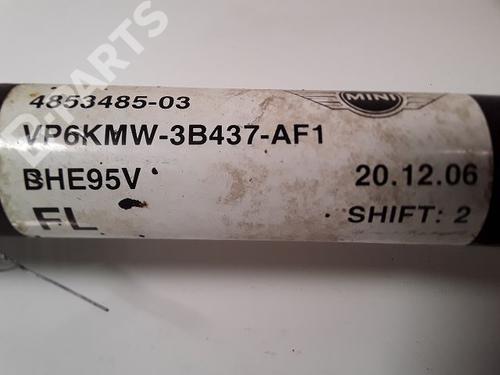 B-PARTS
MINI
4853485-03
VP6KMW-3B437-AF1
BHE95V 20.12.06
FL SHIFT: 2